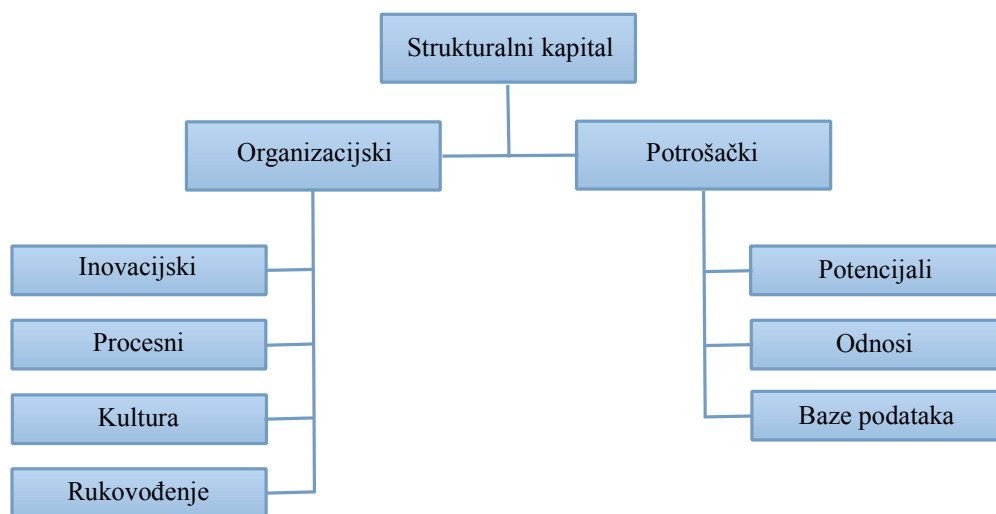 Strukturalni kapital
Organizacijski
Potrošački
Inovacijski
Procesni
Kultura
Rukovođenje
Potencijali
Odnosi
Baze podataka